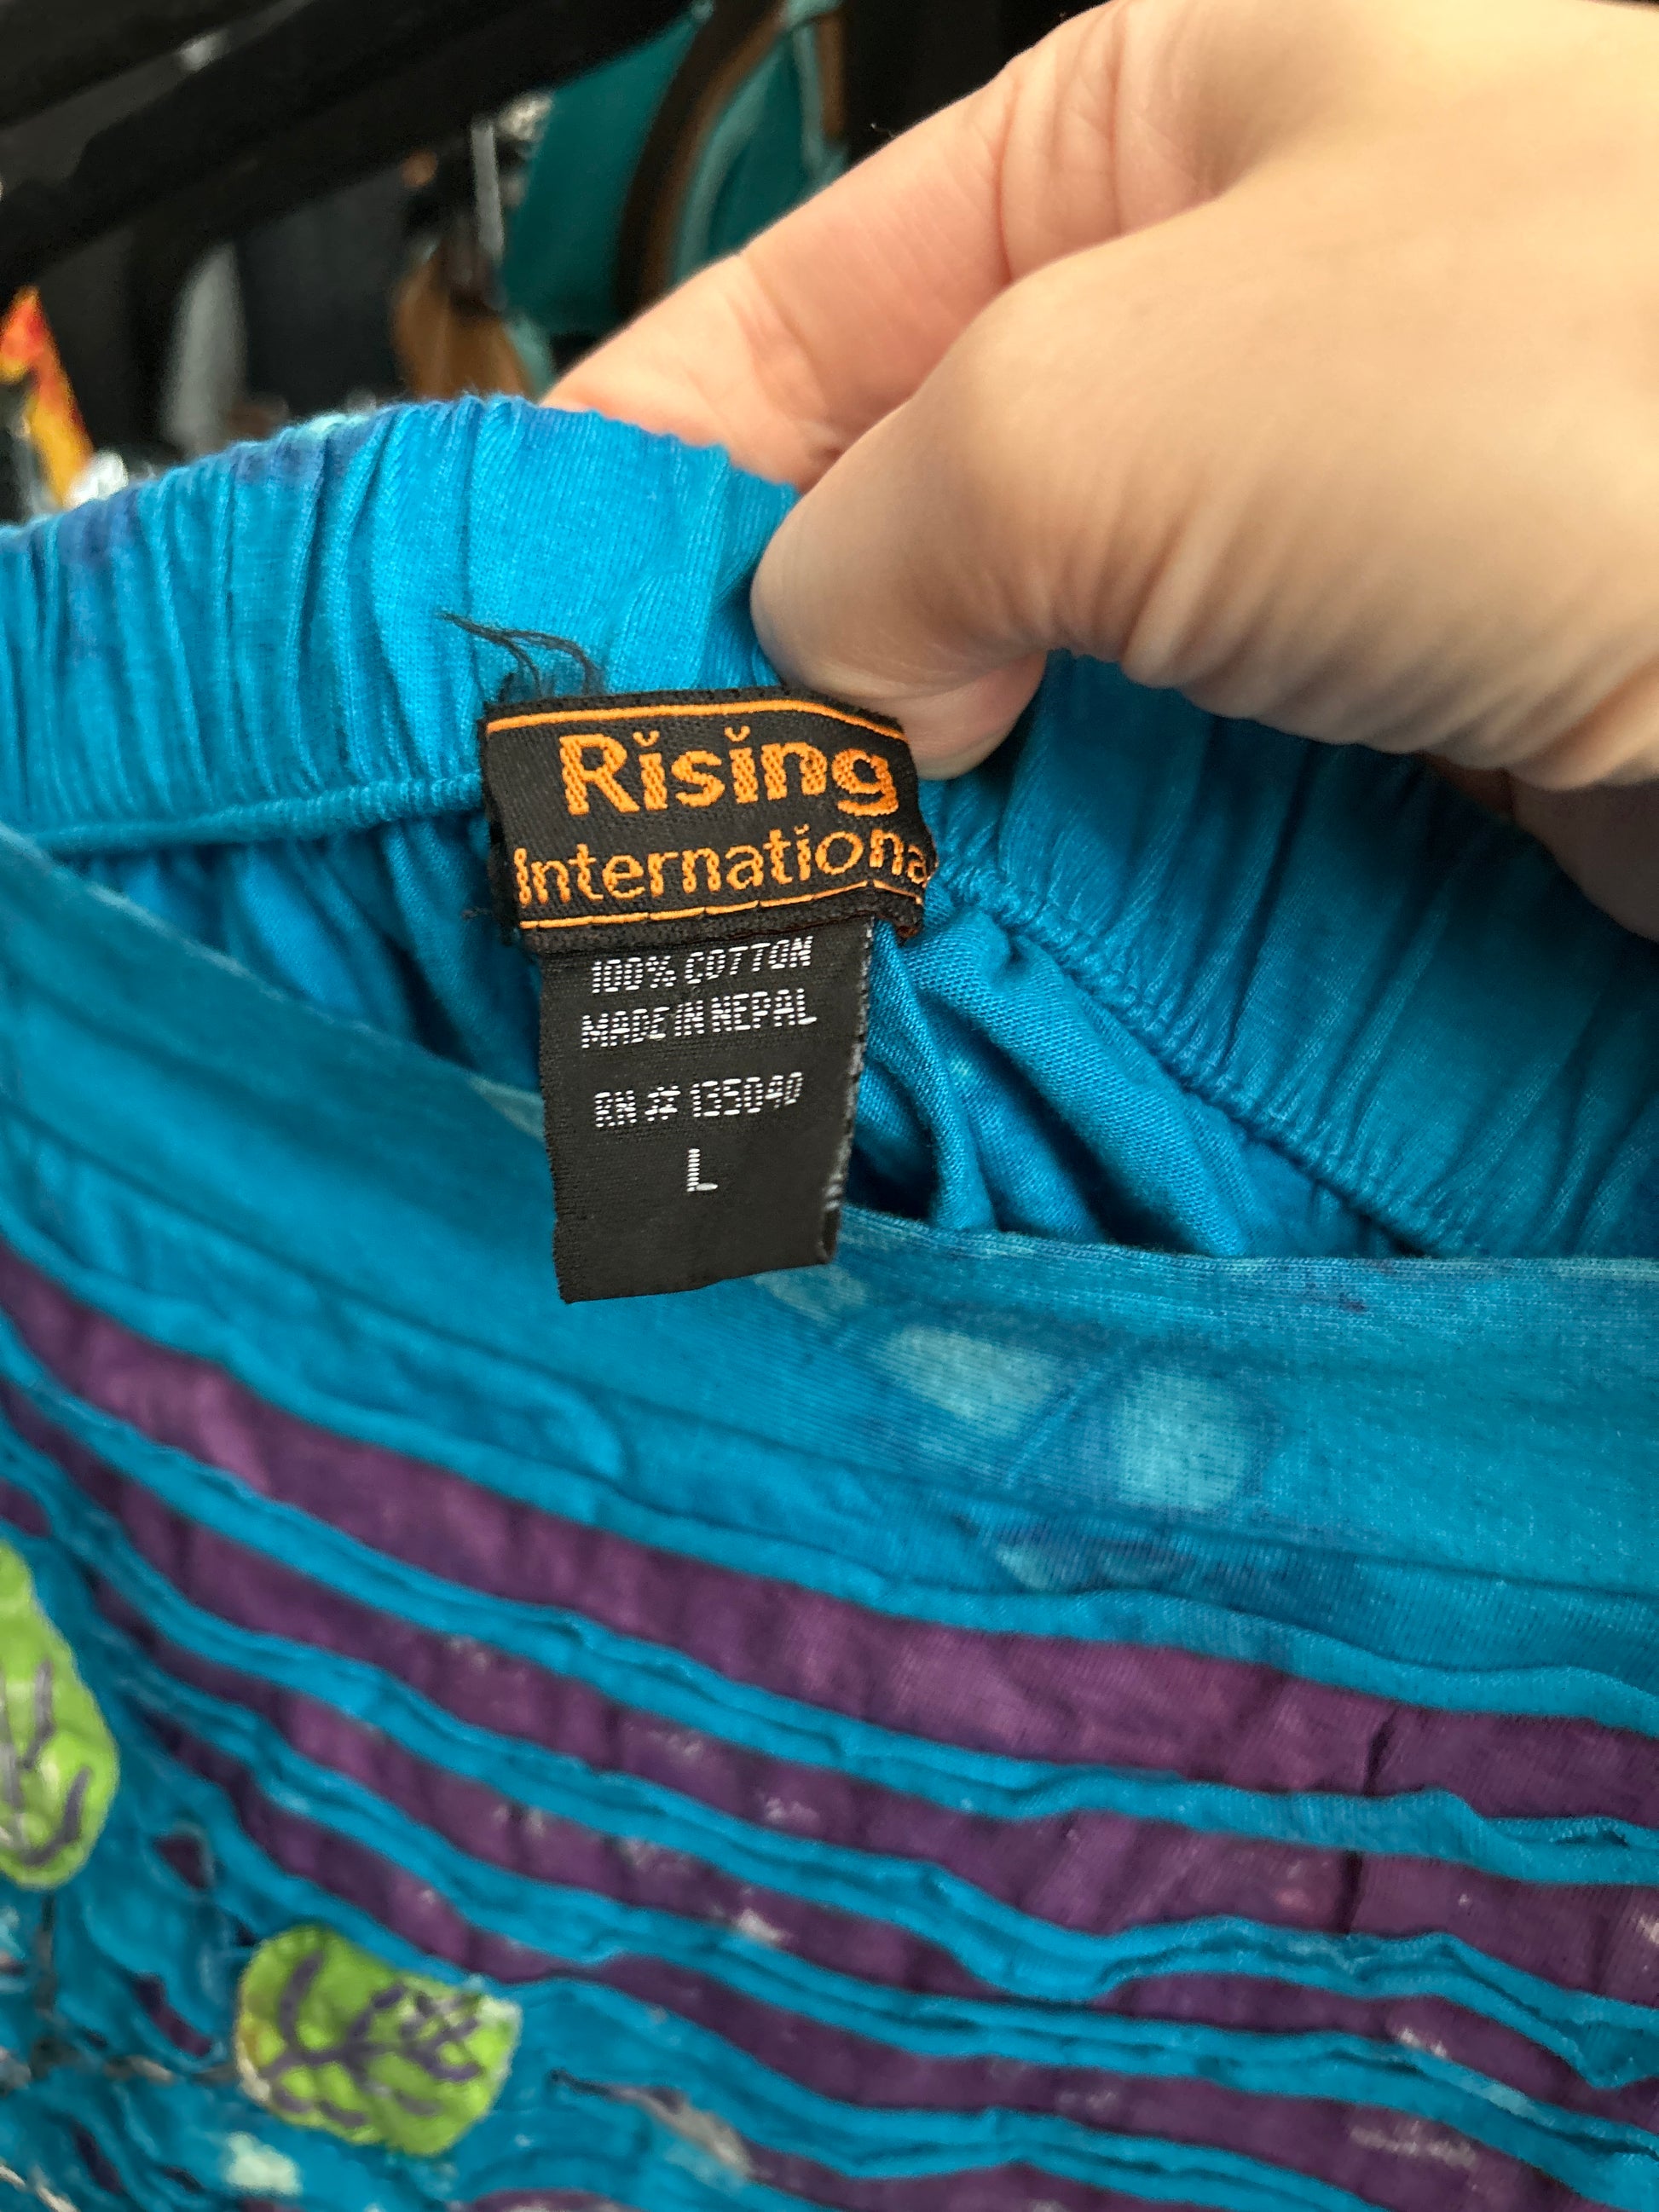 Rising
Internationa
100% COTTON
MADE IN NEPAL
RN # 135040
L